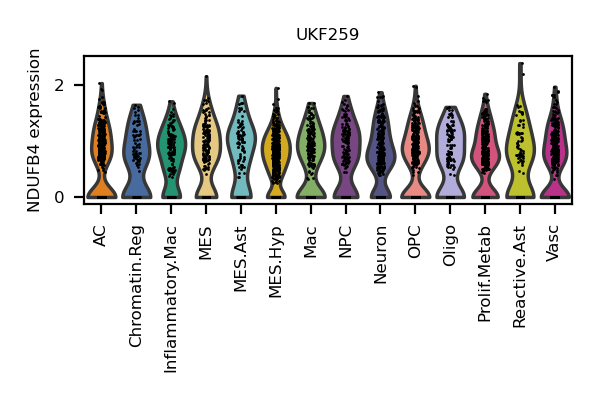 UKF259
NDUFB4 expression
2
0
AC
Chromatin.Reg
Inflammatory.Mac
MES
MES.Ast
MES.Hyp
Mac
NPC
Neuron
OPC
Oligo
Prolif.Metab
Reactive.Ast
Vasc